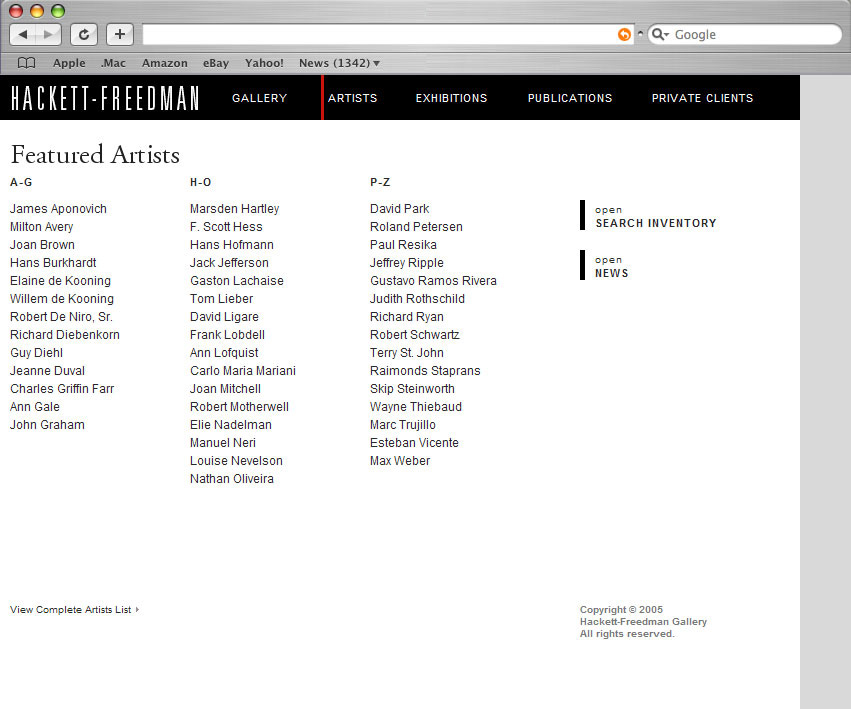 Google
Apple .Mac Amazon eBay Yahoo! News (1342)
HACKETT-FREEDMAN GALLERY ARTISTS EXHIBITIONS PUBLICATIONS PRIVATE CLIENTS
Featured Artists
A-G
James Aponovich
Milton Avery
Joan Brown
Hans Burkhardt
Elaine de Kooning
Willem de Kooning
Robert De Niro, Sr.
Richard Diebenkorn
Guy Diehl
Jeanne Duval
Charles Griffin Farr
Ann Gale
John Graham
H-O
Marsden Hartley
F. Scott Hess
Hans Hofmann
Jack Jefferson
Gaston Lachaise
Tom Lieber
David Ligare
Frank Lobdell
Ann Lofquist
Carlo Maria Mariani
Joan Mitchell
Robert Motherwell
Elie Nadelman
Manuel Neri
Louise Nevelson
Nathan Oliveira
P-Z
David Park
Roland Petersen
Paul Resika
Jeffrey Ripple
Gustavo Ramos Rivera
Judith Rothschild
Richard Ryan
Robert Schwartz
Terry St. John
Raimonds Staprans
Skip Steinworth
Wayne Thiebaud
Marc Trujillo
Esteban Vicente
Max Weber
open
SEARCH INVENTORY
open
NEWS
View Complete Artists List
Copyright © 2005
Hackett-Freedman Gallery
All rights reserved.